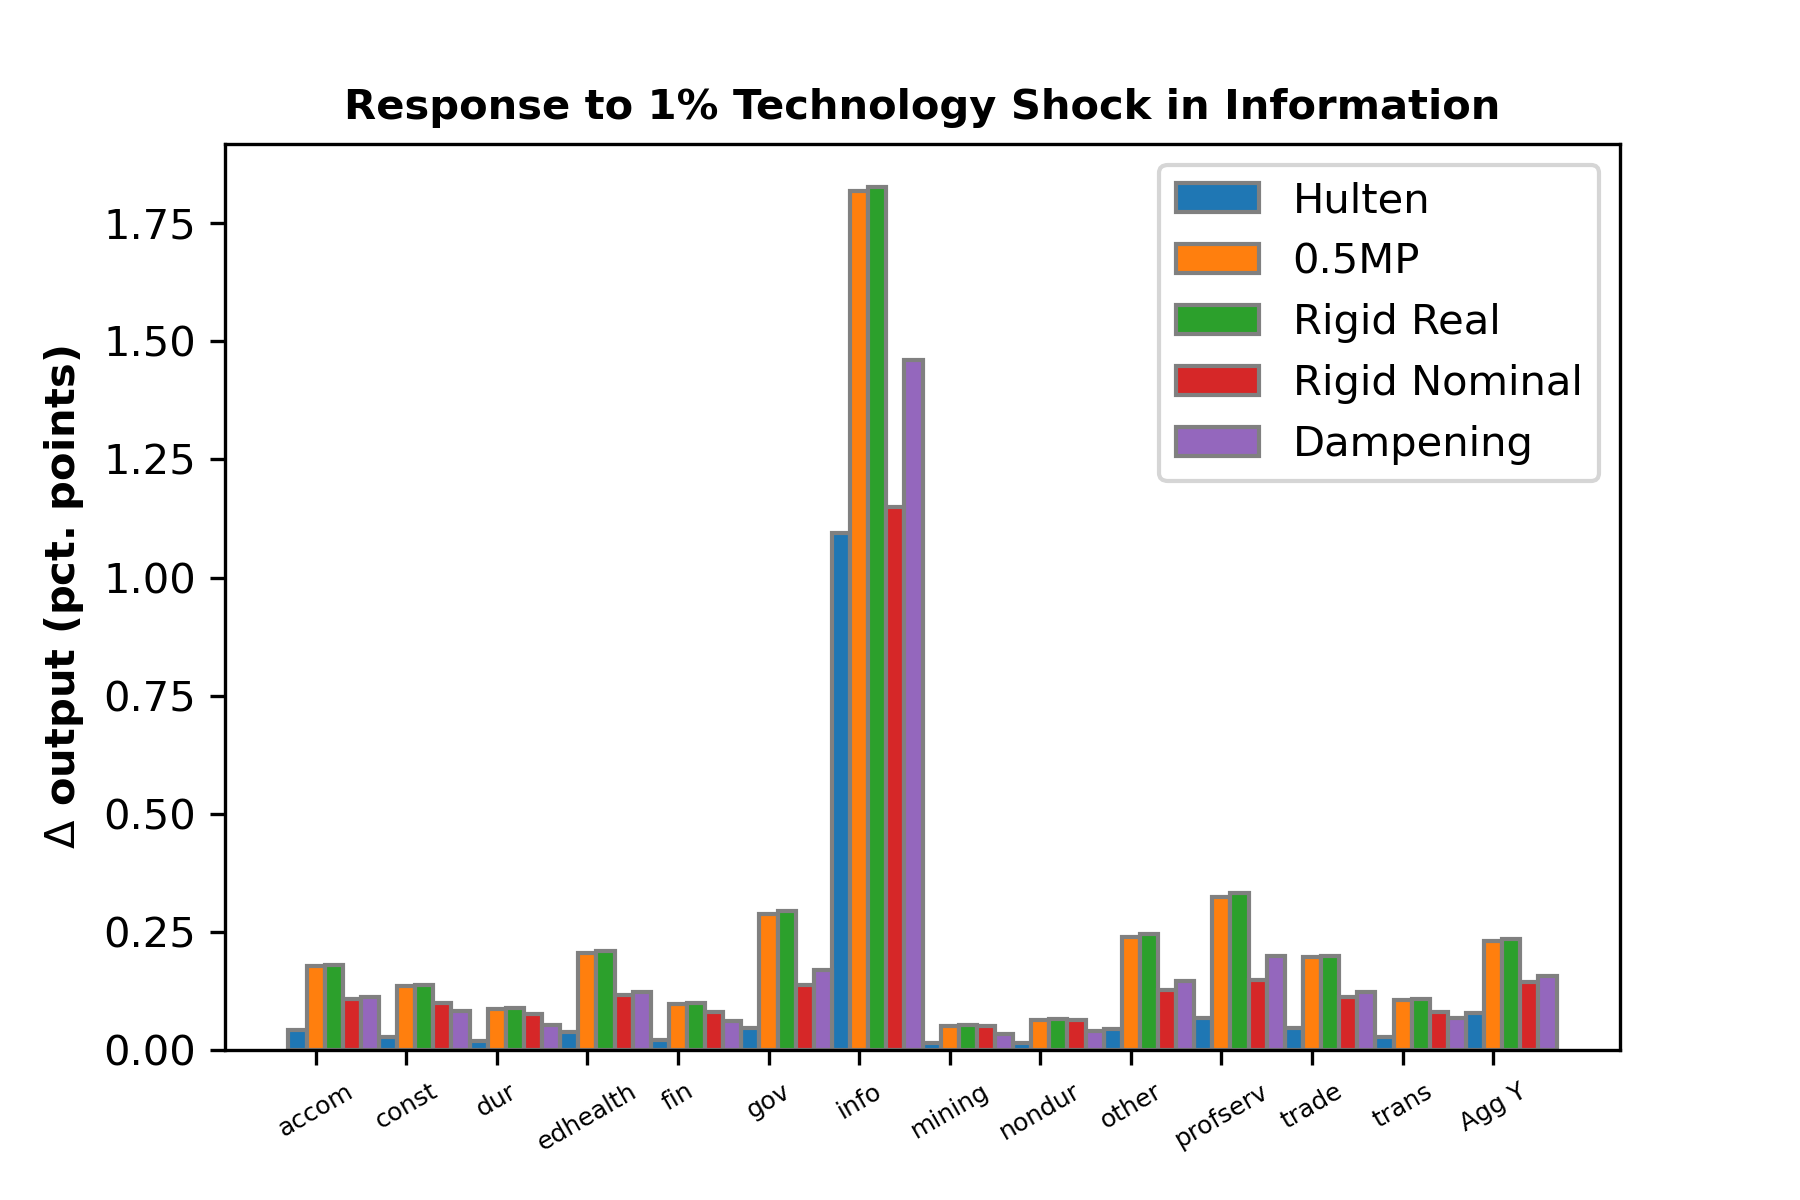 Response to 1% Technology Shock in Information
Δ output (pct. points)
1.75
1.50
1.25
1.00
0.75
0.50
0.25
0.00
Hulten
0.5MP
Rigid Real
Rigid Nominal
Dampening
accom
const
dur
edhealth
fin
gov
info
mining
nondur
other
profserv
trade
trans
Agg Y